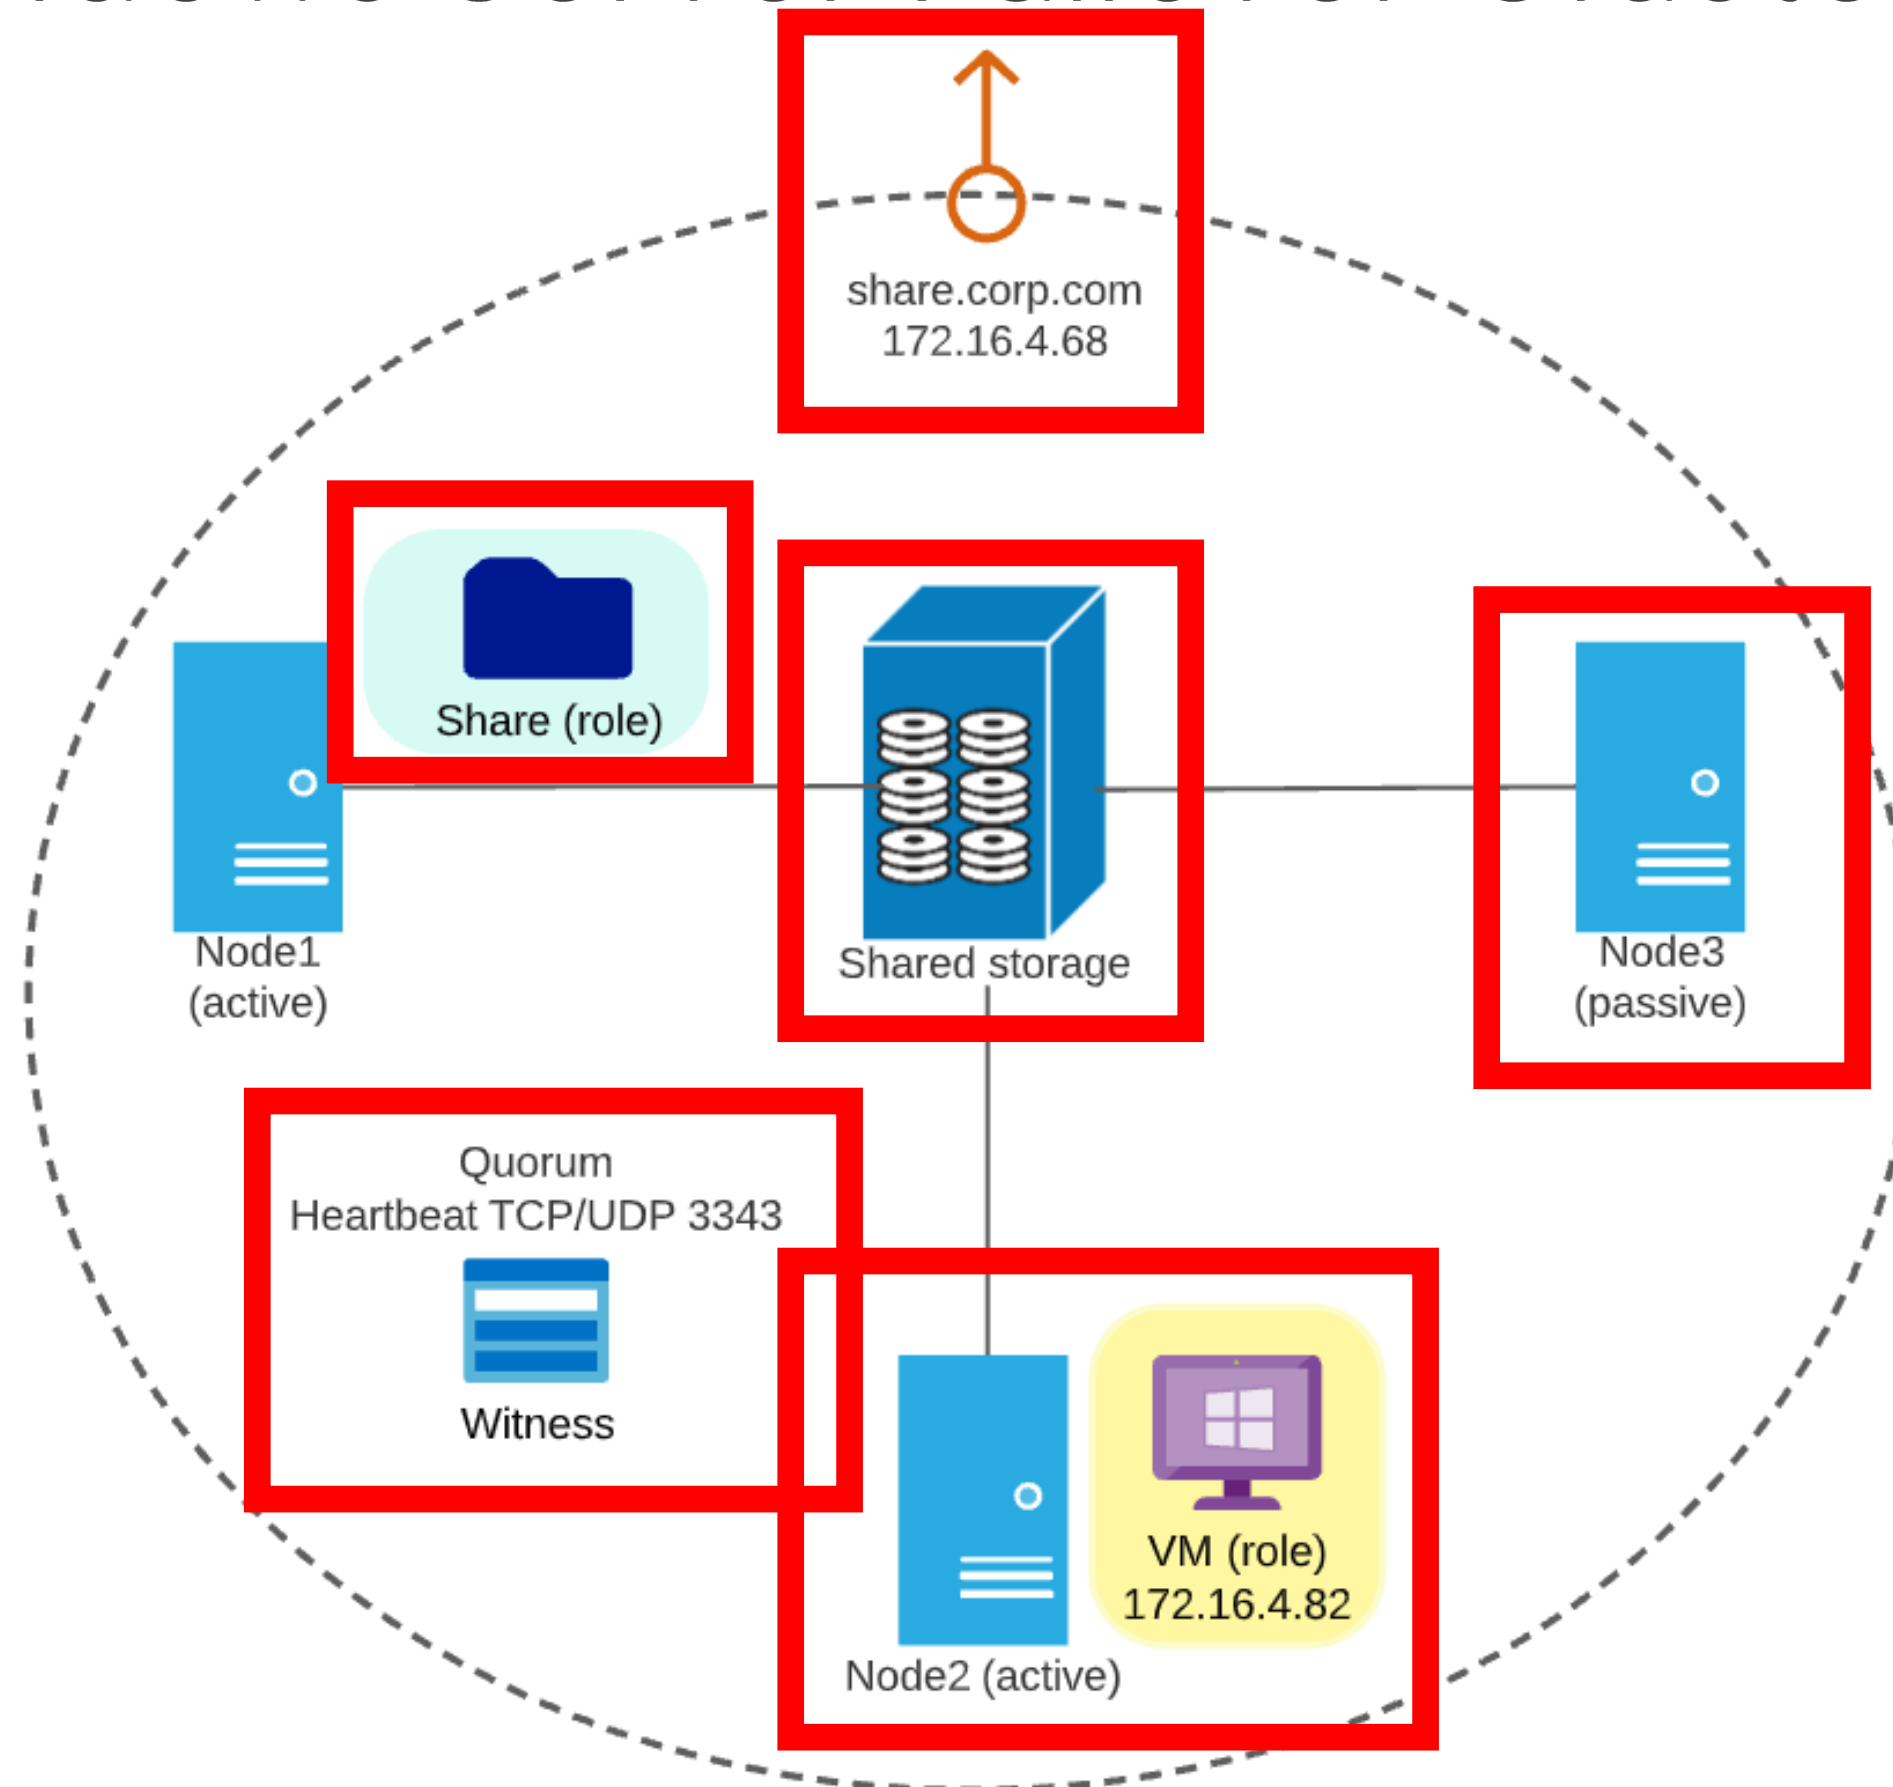 share.corp.com
172.16.4.68
Share (role)
Node1
(active)
Shared storage
Node3
(passive)
Quorum
Heartbeat TCP/UDP 3343
Witness
VM (role)
172.16.4.82
Node2 (active)